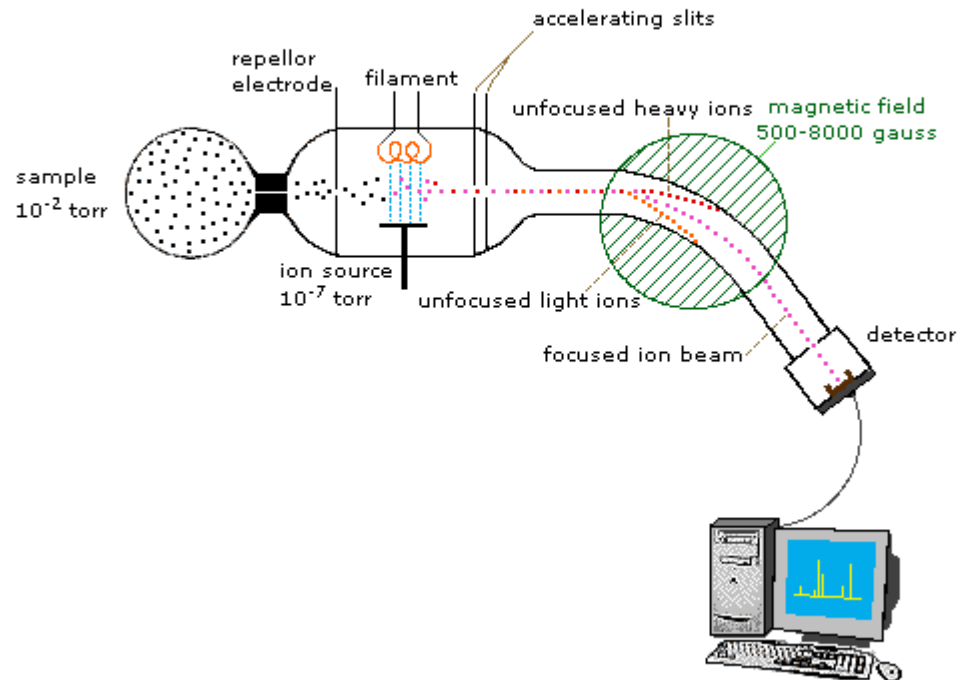 accelerating slits
repellor
electrode
filament
unfocused heavy ions
magnetic field
500-8000 gauss
sample
10⁻² torr
ion source
10⁻⁷ torr
unfocused light ions
detector
focused ion beam